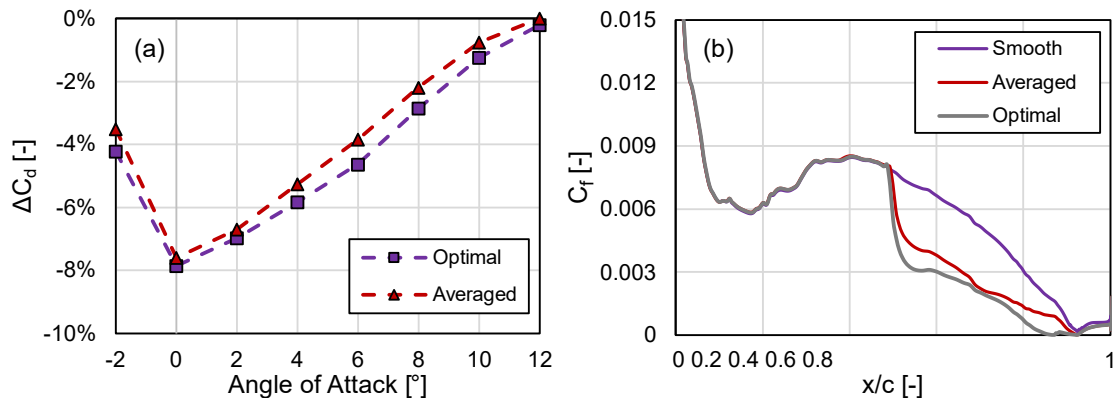 (a)
0%
-2%
-4%
-6%
-8%
-10%
ΔCd [-]
-2 0 2 4 6 8 10 12
Angle of Attack [°]
Optimal
Averaged
(b)
0.015
0.012
0.009
0.006
0.003
0
Cf [-]
0 0.2 0.4 0.6 0.8 1
x/c [-]
Smooth
Averaged
Optimal